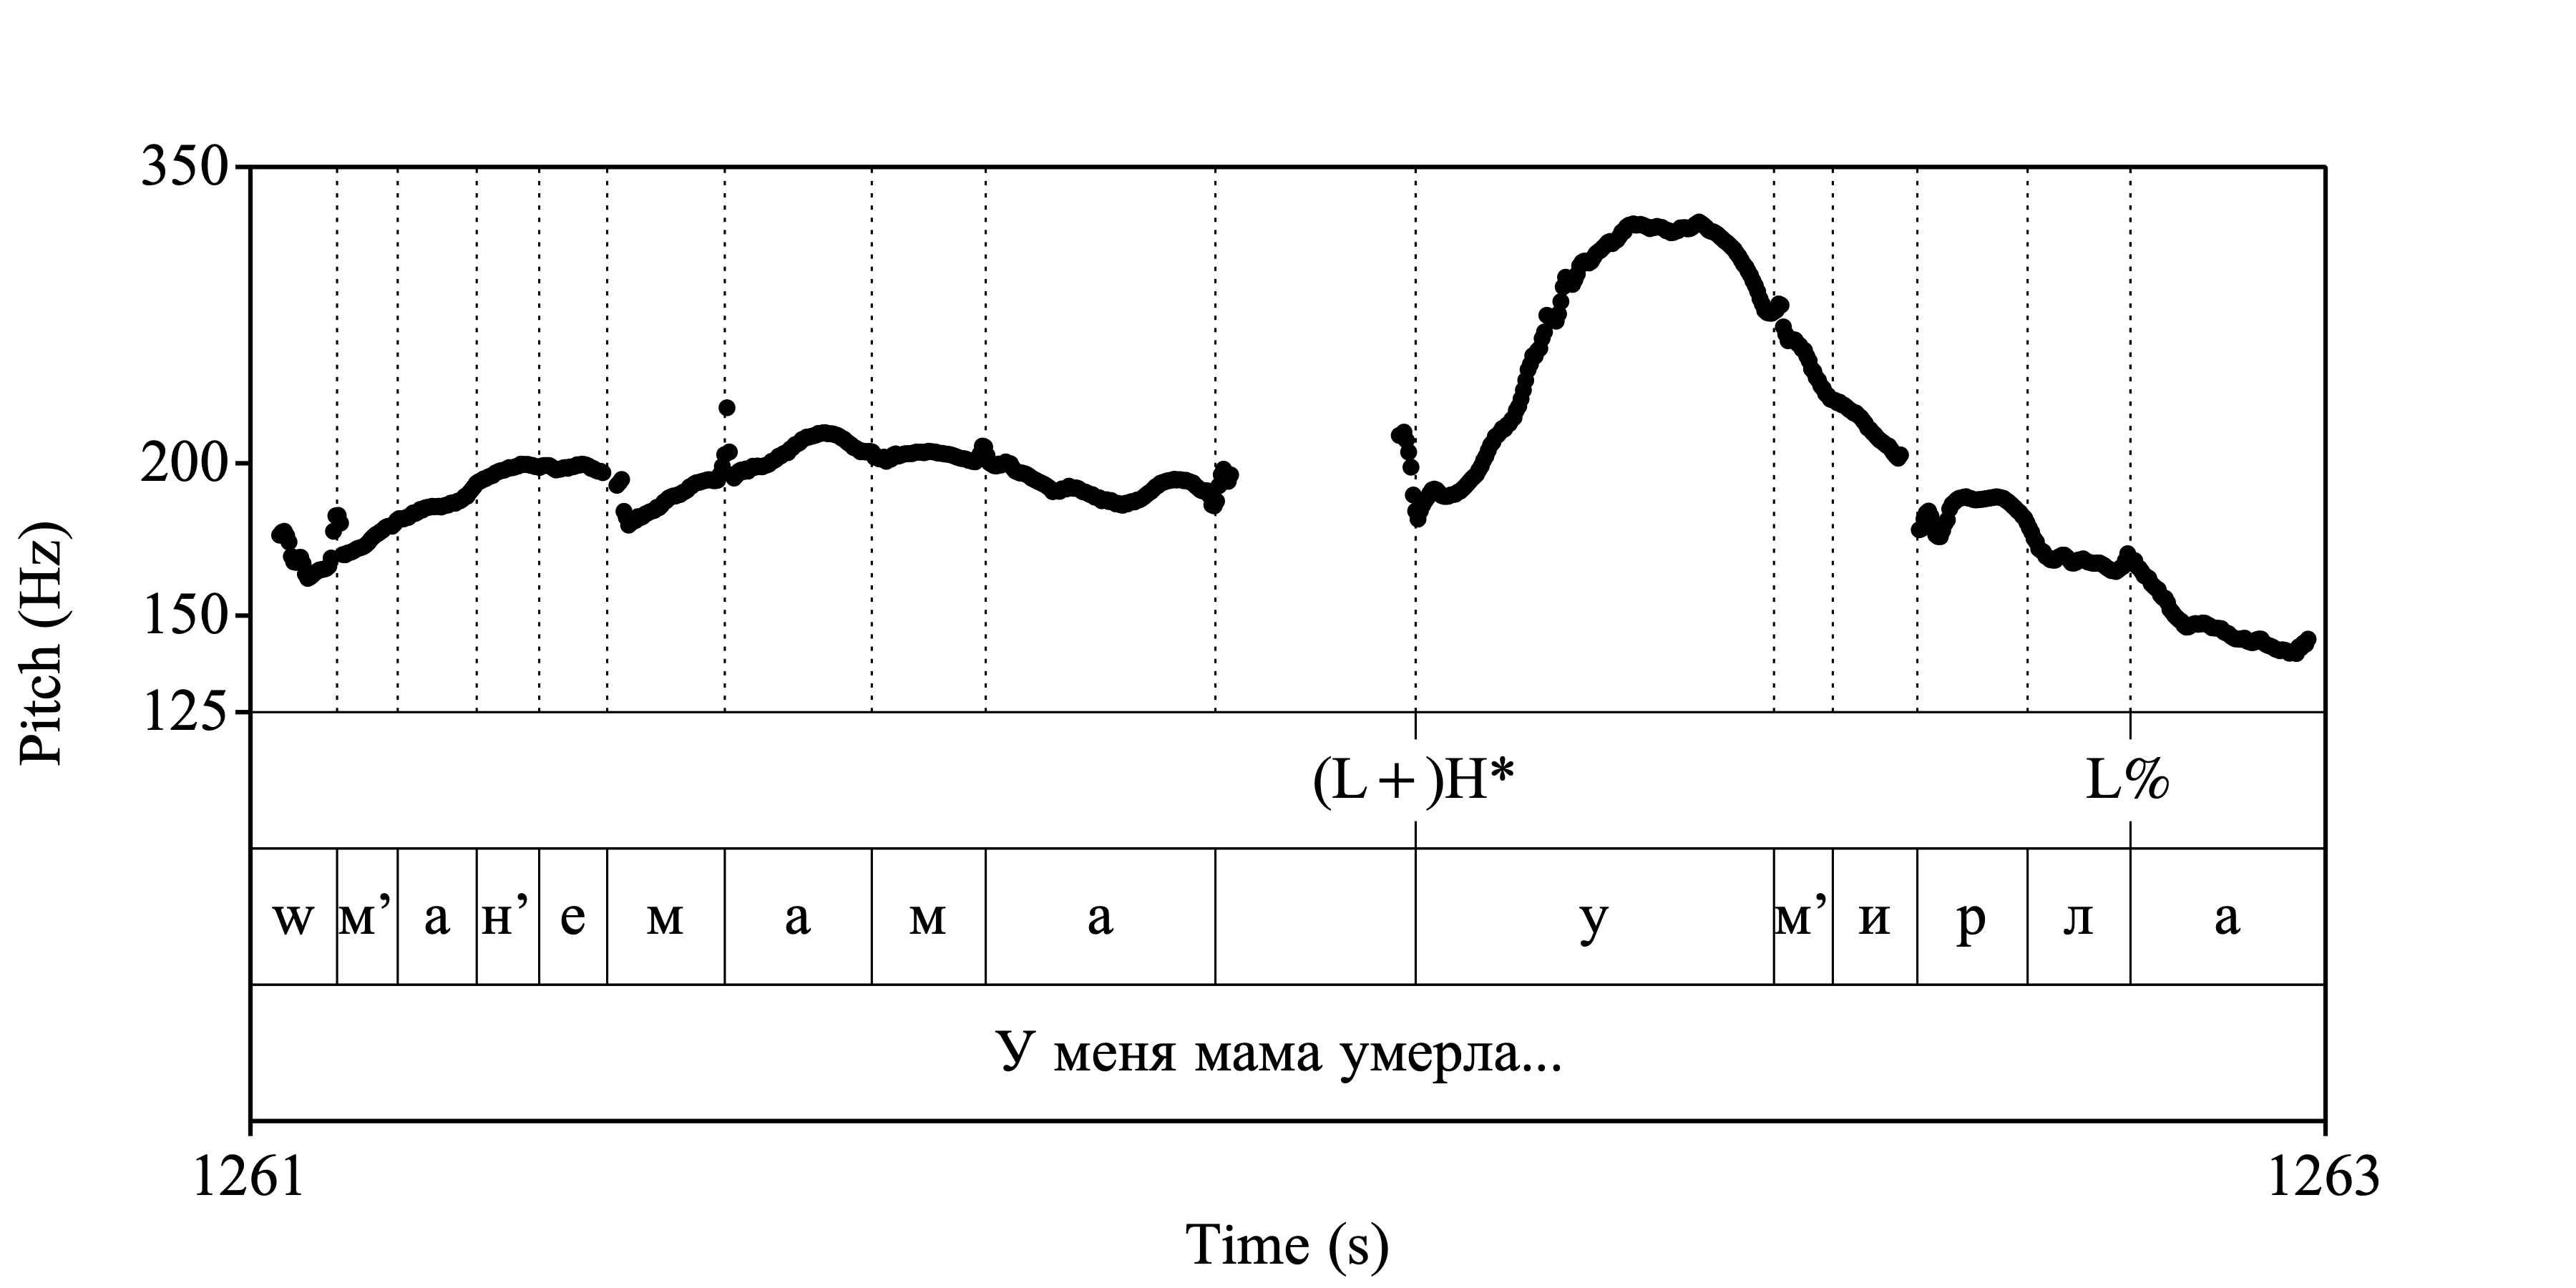 350
200
150
125
Pitch (Hz)
(L+)H* L%
w м’ а н’ е м а м а у м’ и р л а
У меня мама умерла...
1261 1263
Time (s)